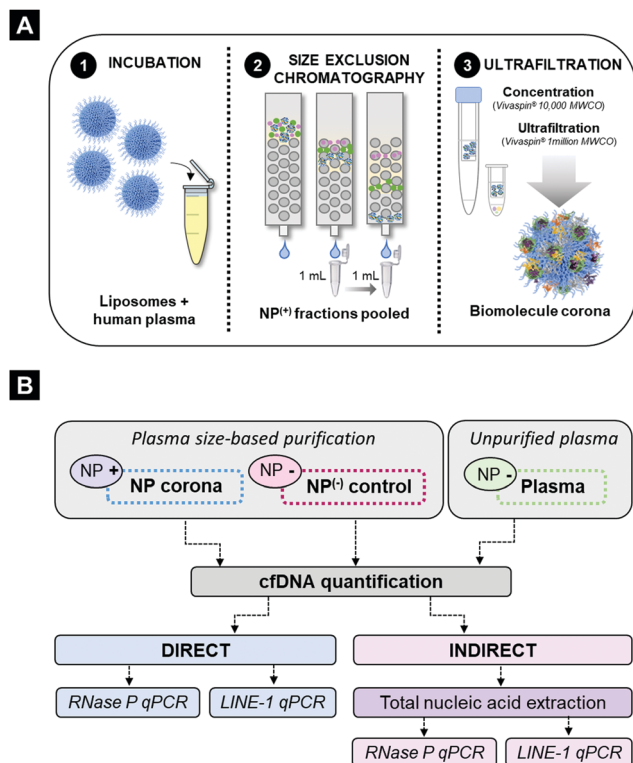 A
1 INCUBATION
Liposomes +
human plasma
2 SIZE EXCLUSION
CHROMATOGRAPHY
1 mL 1 mL
NP(+) fractions pooled
3 ULTRAFILTRATION
Concentration
(Vivaspin® 10,000 MWCO)
Ultrafiltration
(Vivaspin® 1million MWCO)
Biomolecule corona
B
Plasma size-based purification
NP +
NP corona
NP -
NP(-) control
Unpurified plasma
NP -
Plasma
cfDNA quantification
DIRECT
RNase P qPCR
LINE-1 qPCR
INDIRECT
Total nucleic acid extraction
RNase P qPCR
LINE-1 qPCR